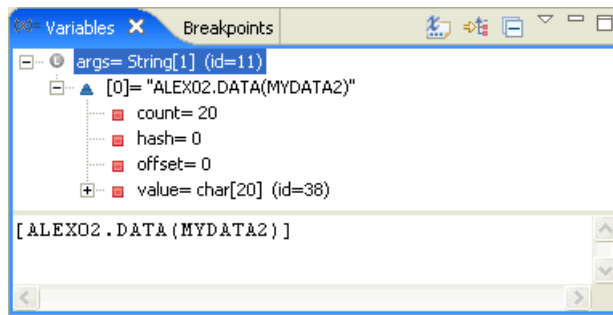 (x)= Variables Breakpoints
args= String[1] (id=11)
[0]= "ALEX02.DATA(MYDATA2)"
count= 20
hash= 0
offset= 0
value= char[20] (id=38)
[ALEX02.DATA(MYDATA2)]